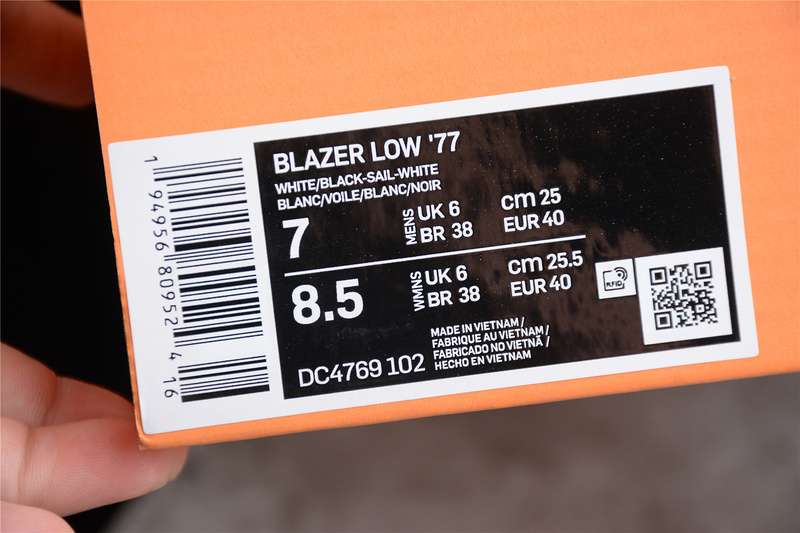 BLAZER LOW '77
WHITE/BLACK-SAIL-WHITE
BLANC/VOILE/BLANC/NOIR
7
MENS
UK 6
BR 38
cm 25
EUR 40
8.5
WMNS
UK 6
BR 38
cm 25.5
EUR 40
RFID
DC4769 102
MADE IN VIETNAM /
FABRIQUE AU VIETNAM /
FABRICADO NO VIETNÃ /
HECHO EN VIETNAM
1 94956 80952 4 16